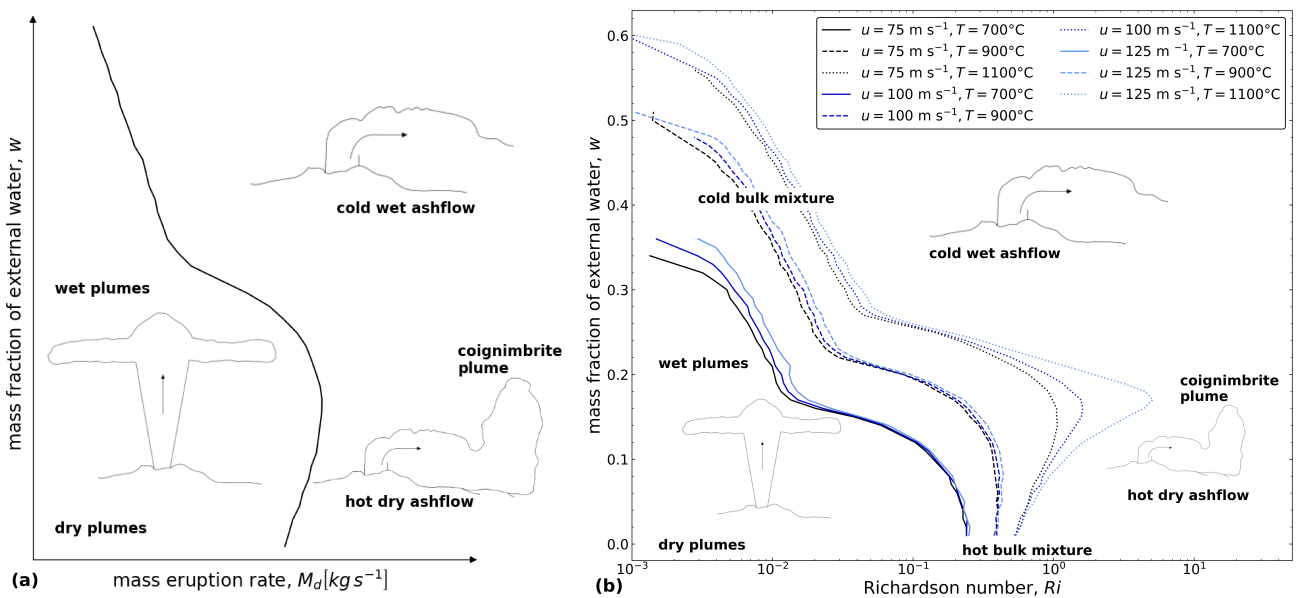 mass fraction of external water, w
cold wet ashflow
wet plumes
coignimbrite
plume
hot dry ashflow
dry plumes
(a)
mass eruption rate, M_d[kg s⁻¹]
mass fraction of external water, w
0.6
0.5
0.4
0.3
0.2
0.1
0.0
u = 75 m s⁻¹, T = 700°C
u = 75 m s⁻¹, T = 900°C
u = 75 m s⁻¹, T = 1100°C
u = 100 m s⁻¹, T = 700°C
u = 100 m s⁻¹, T = 900°C
u = 100 m s⁻¹, T = 1100°C
u = 125 m ⁻¹, T = 700°C
u = 125 m s⁻¹, T = 900°C
u = 125 m s⁻¹, T = 1100°C
cold bulk mixture
cold wet ashflow
wet plumes
coignimbrite
plume
hot dry ashflow
dry plumes
hot bulk mixture
10⁻³ 10⁻² 10⁻¹ 10⁰ 10¹
(b)
Richardson number, Ri